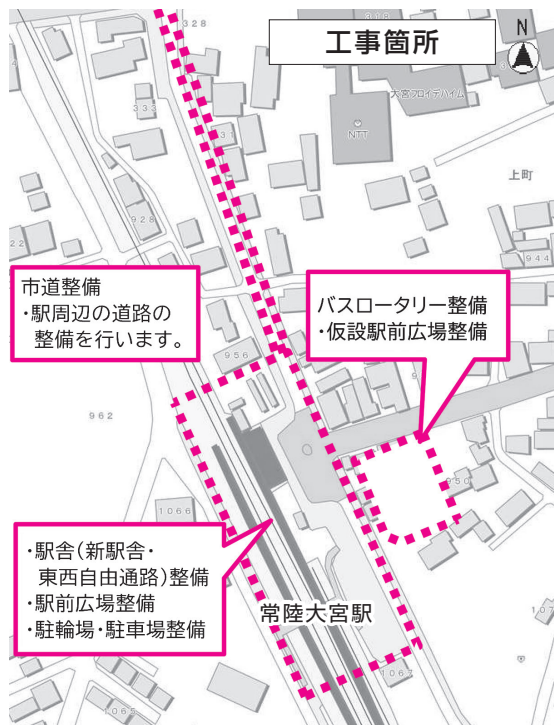 工事箇所
N
328
318
333
331
大宮フロイデハイム
NTT
上町
928
944
市道整備
・駅周辺の道路の
整備を行います。
バスロータリー整備
・仮設駅前広場整備
956
962
950
1066
・駅舎(新駅舎・
東西自由通路)整備
・駅前広場整備
・駐輪場・駐車場整備
常陸大宮駅
1067
1065